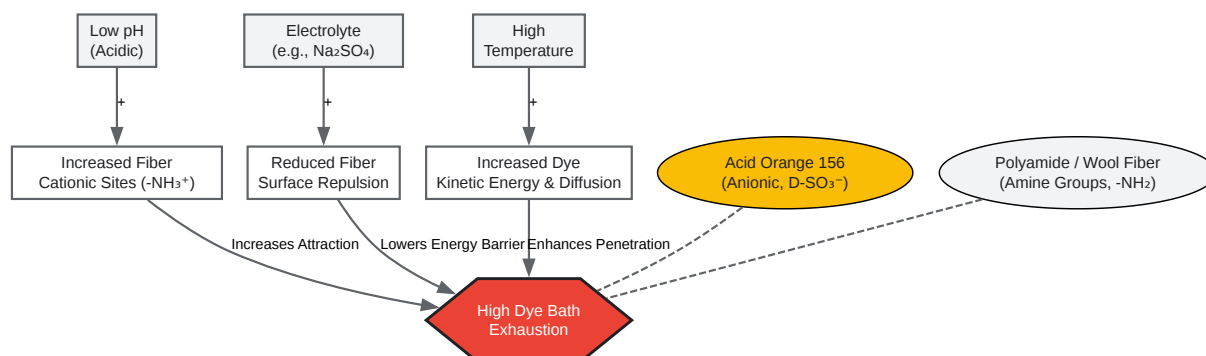 Low pH
(Acidic)
Electrolyte
(e.g., Na₂SO₄)
High
Temperature
+
+
+
Increased Fiber
Cationic Sites (-NH₃⁺)
Reduced Fiber
Surface Repulsion
Increased Dye
Kinetic Energy & Diffusion
Acid Orange 156
(Anionic, D-SO₃⁻)
Polyamide / Wool Fiber
(Amine Groups, -NH₂)
Increases Attraction
Lowers Energy Barrier
Enhances Penetration
High Dye Bath
Exhaustion